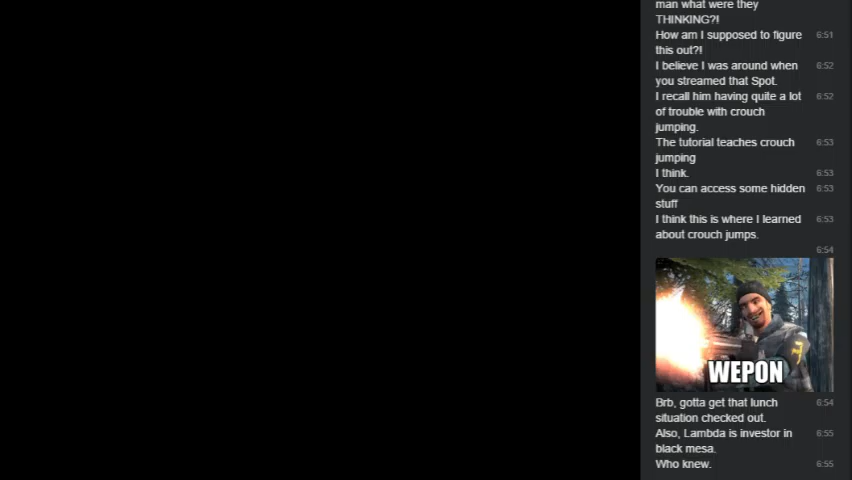 man what were they
THINKING?!
How am I supposed to figure 6:51
this out?!
I believe I was around when 6:52
you streamed that Spot.
I recall him having quite a lot 6:52
of trouble with crouch
jumping.
The tutorial teaches crouch 6:53
jumping
I think. 6:53
You can access some hidden 6:53
stuff
I think this is where I learned 6:53
about crouch jumps.
6:54
WEPON
Brb, gotta get that lunch 6:54
situation checked out.
Also, Lambda is investor in 6:55
black mesa.
Who knew. 6:55